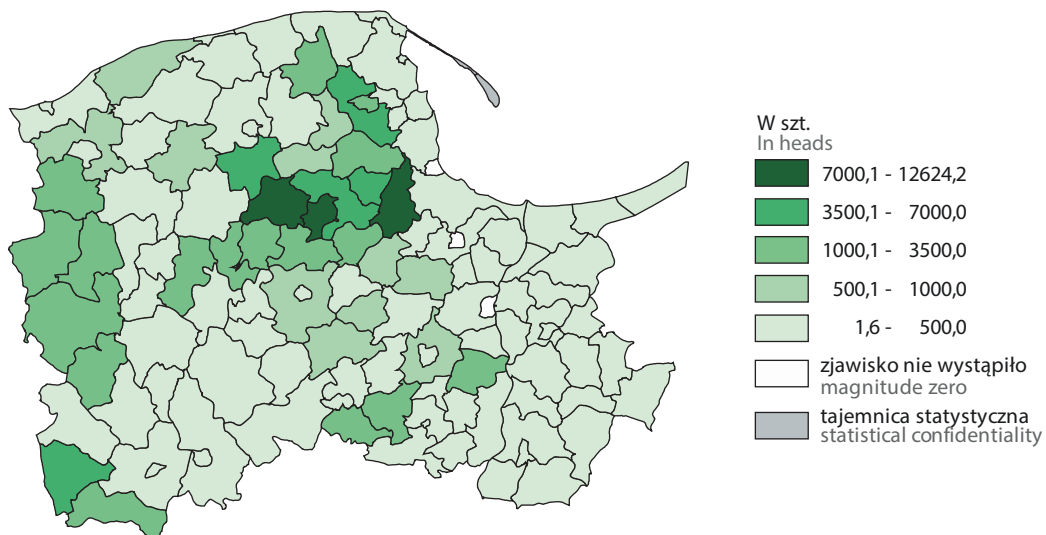 W szt.
In heads
7000,1 - 12624,2
3500,1 - 7000,0
1000,1 - 3500,0
500,1 - 1000,0
1,6 - 500,0
zjawisko nie wystąpiło
magnitude zero
tajemnica statystyczna
statistical confidentiality